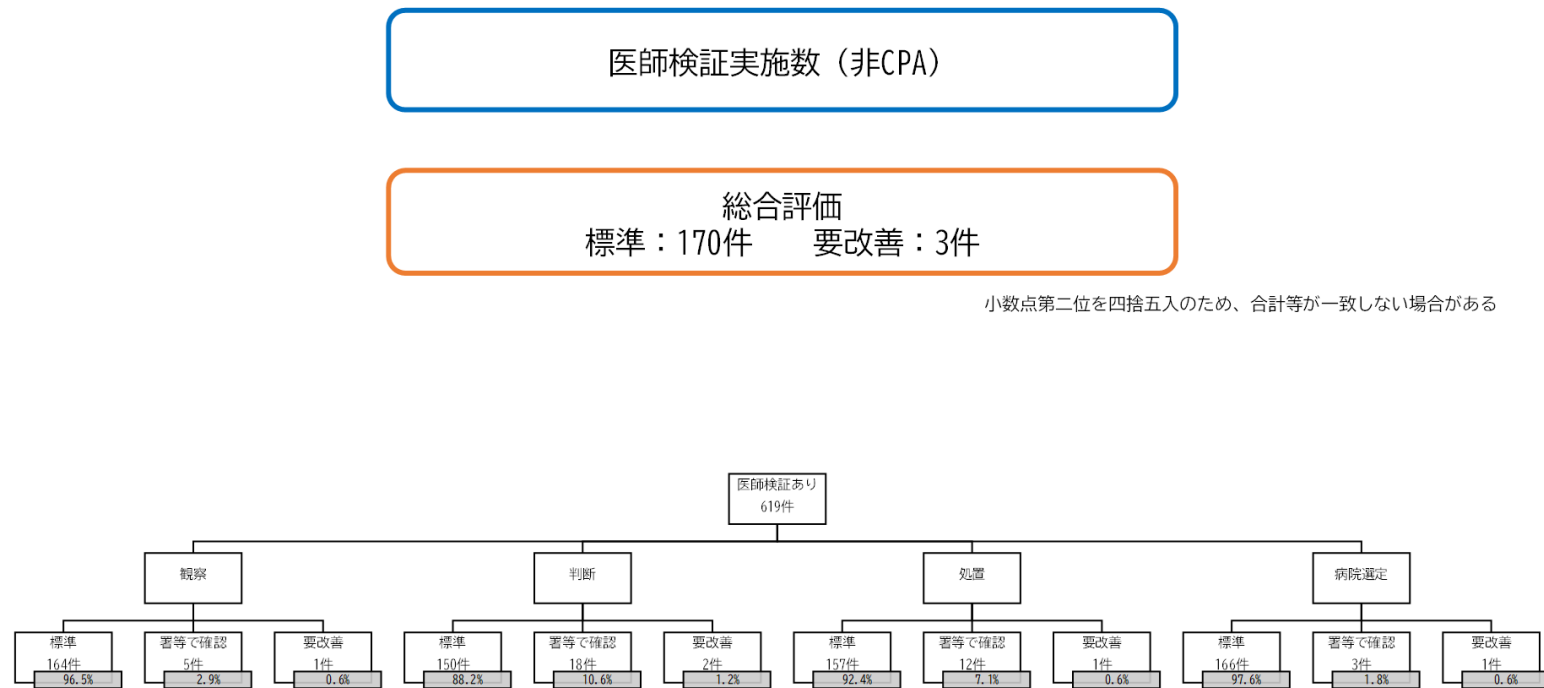 医師検証実施数（非CPA）
総合評価
標準：170件　　要改善：3件
小数点第二位を四捨五入のため、合計等が一致しない場合がある
医師検証あり
619件
観察
判断
処置
病院選定
標準
164件
96.5%
署等で確認
5件
2.9%
要改善
1件
0.6%
標準
150件
88.2%
署等で確認
18件
10.6%
要改善
2件
1.2%
標準
157件
92.4%
署等で確認
12件
7.1%
要改善
1件
0.6%
標準
166件
97.6%
署等で確認
3件
1.8%
要改善
1件
0.6%